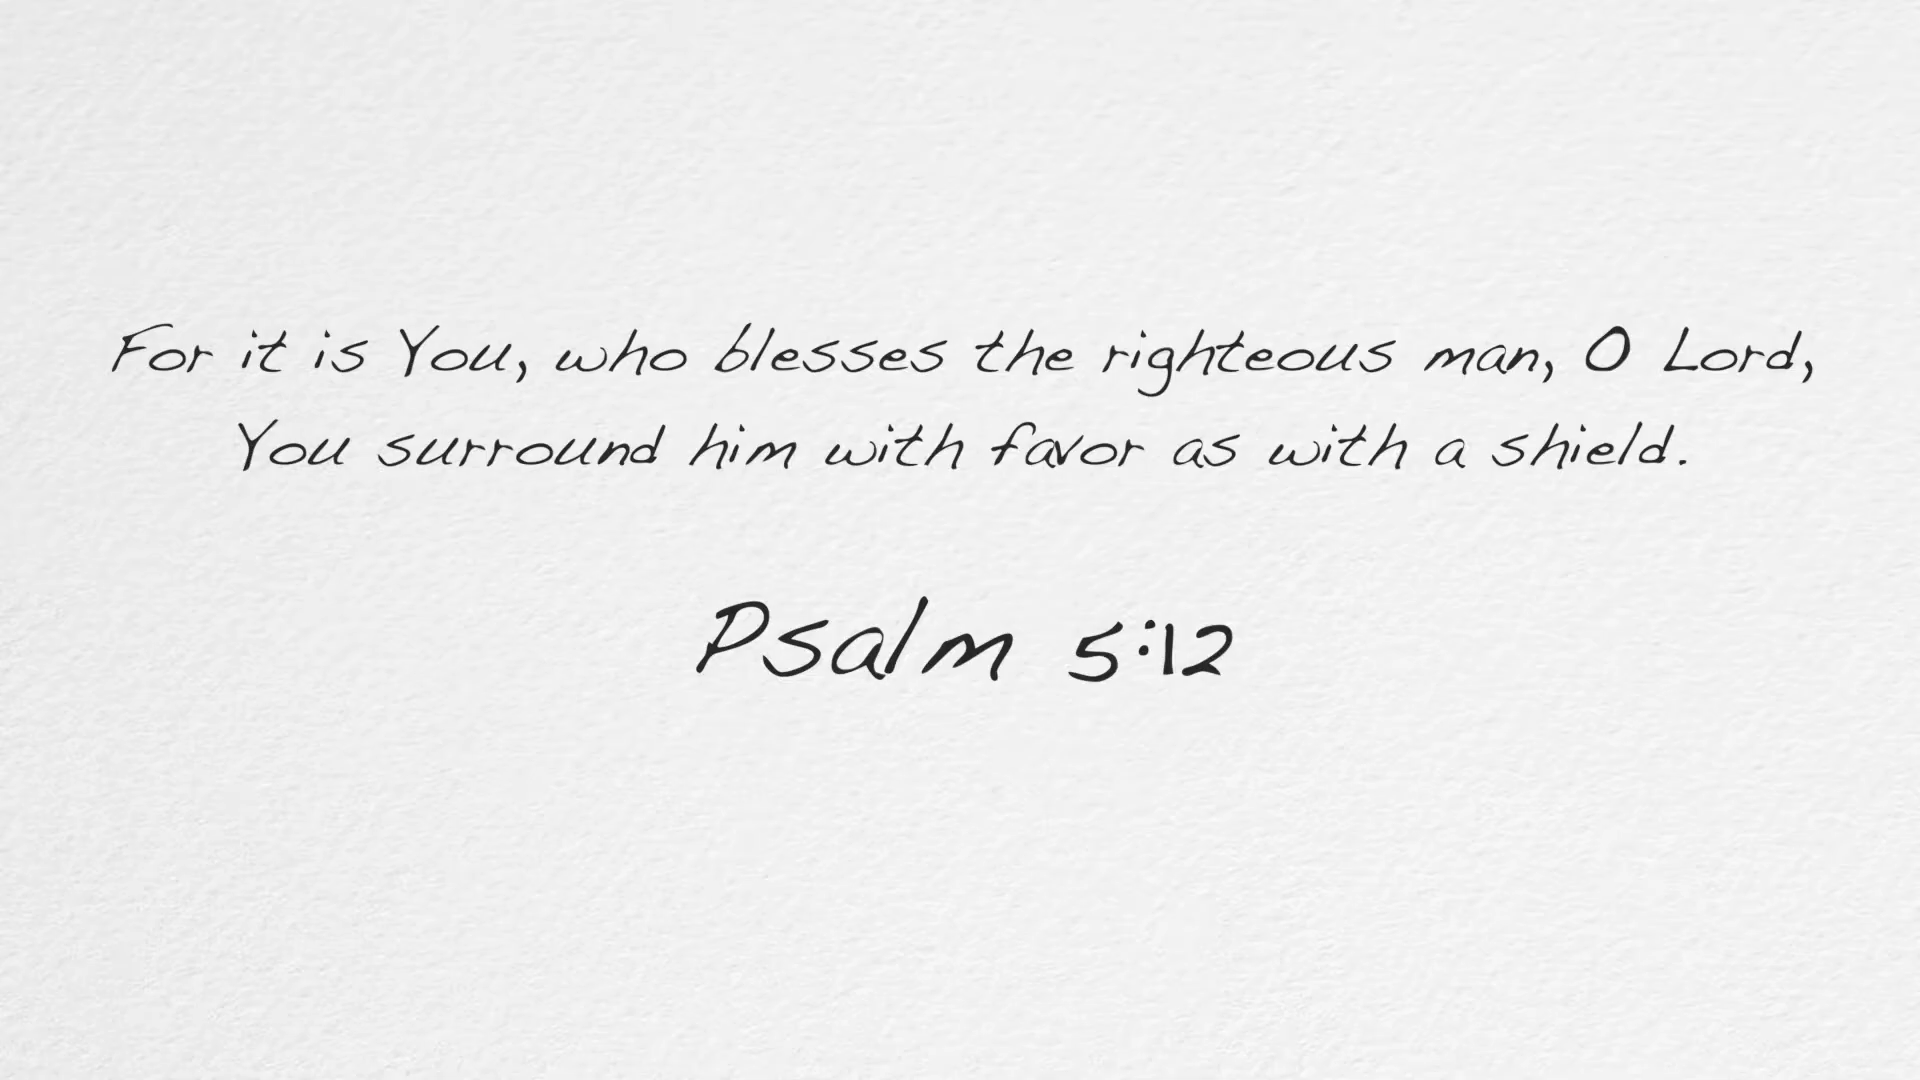 For it is You, who blesses the righteous man, O Lord,
You surround him with favor as with a shield.
Psalm 5:12